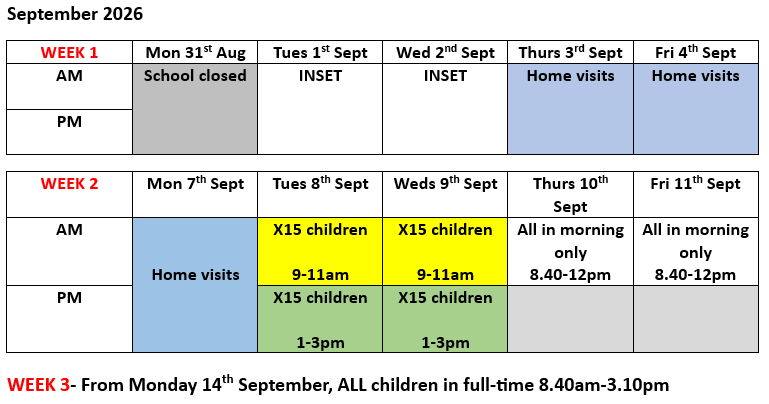 September 2026
WEEK 1 Mon 31st Aug Tues 1st Sept Wed 2nd Sept Thurs 3rd Sept Fri 4th Sept
AM School closed INSET INSET Home visits Home visits
PM
WEEK 2 Mon 7th Sept Tues 8th Sept Weds 9th Sept Thurs 10th Sept Fri 11th Sept
AM Home visits X15 children 9-11am X15 children 9-11am All in morning only 8.40-12pm All in morning only 8.40-12pm
PM X15 children 1-3pm X15 children 1-3pm
WEEK 3- From Monday 14th September, ALL children in full-time 8.40am-3.10pm